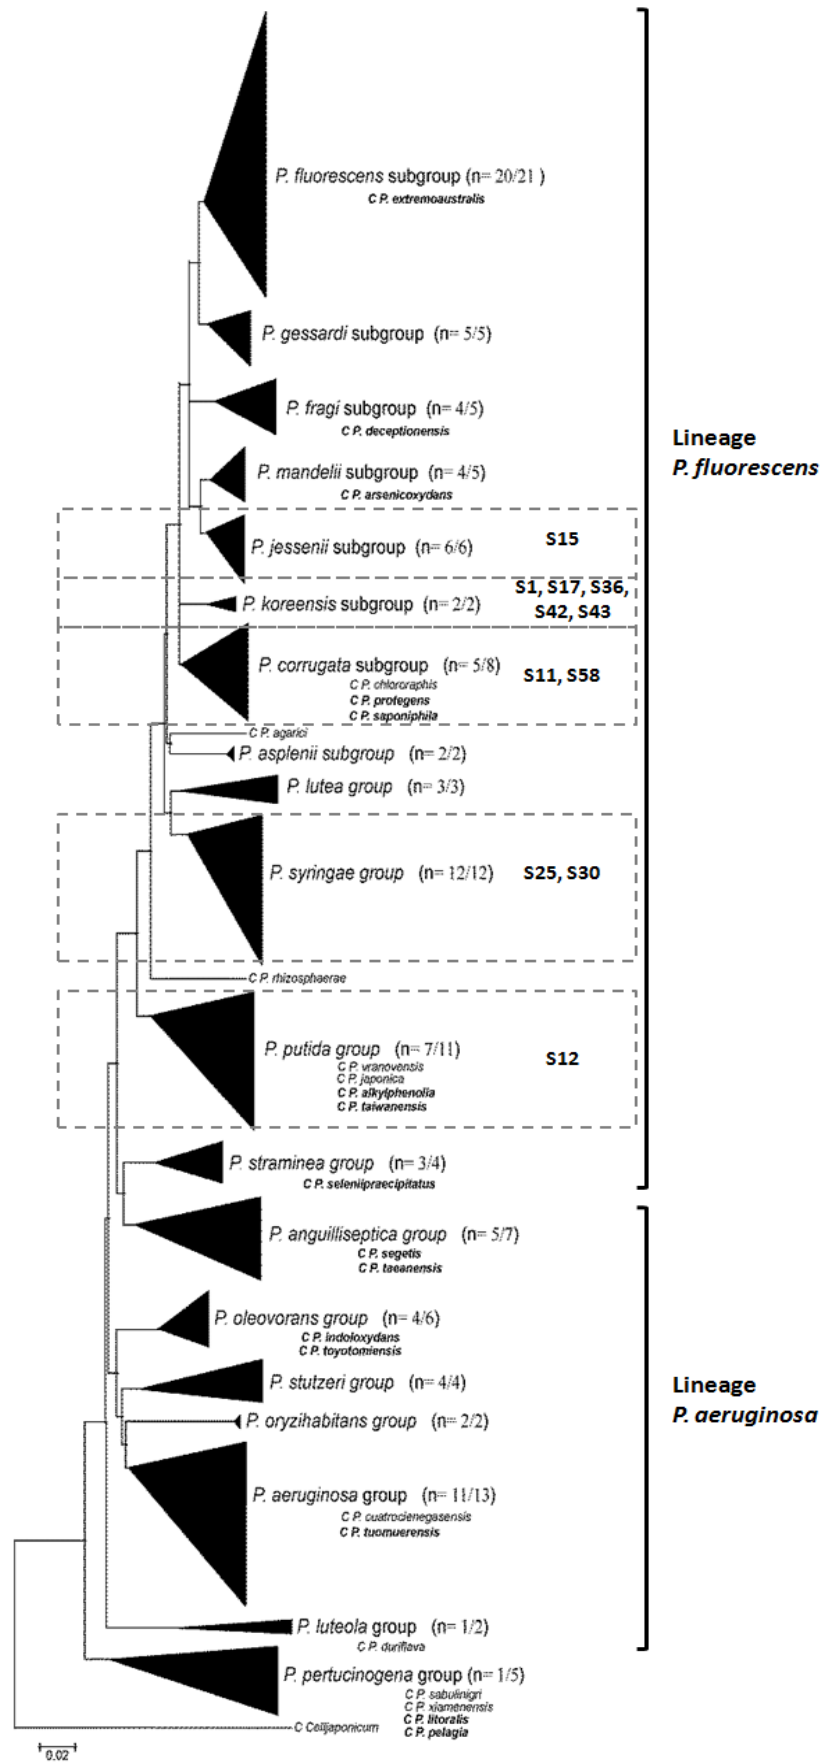 P. fluorescens subgroup (n= 20/21 )
C P. extremoaustralis
P. gessardi subgroup (n= 5/5)
P. fragi subgroup (n= 4/5)
C P. deceptionensis
Lineage
P. fluorescens
P. mandelii subgroup (n= 4/5)
C P. arsenicoxydans
P. jessenii subgroup (n= 6/6)
S15
P. koreensis subgroup (n= 2/2)
S1, S17, S36,
S42, S43
P. corrugata subgroup (n= 5/8)
S11, S58
C P. chlororaphis
C P. protegens
C P. saponiphila
C P. agarici
P. asplenii subgroup (n= 2/2)
P. lutea group (n= 3/3)
P. syringae group (n= 12/12)
S25, S30
C P. rhizosphaerae
P. putida group (n= 7/11)
S12
C P. vranovensis
C P. japonica
C P. alkylphenolia
C P. taiwanensis
P. straminea group (n= 3/4)
C P. seleniipraecipitatus
P. anguilliseptica group (n= 5/7)
C P. segetis
C P. taeanensis
P. oleovorans group (n= 4/6)
C P. indoloxydans
C P. toyotomiensis
P. stutzeri group (n= 4/4)
Lineage
P. aeruginosa
P. oryzihabitans group (n= 2/2)
P. aeruginosa group (n= 11/13)
C P. cuatrocienegasensis
C P. tuomuerensis
P. luteola group (n= 1/2)
C P. duriflava
P. pertucinogena group (n= 1/5)
C P. sabulinigri
C P. xiamenensis
C P. litoralis
C P. pelagia
C Celljaponicum
0.02